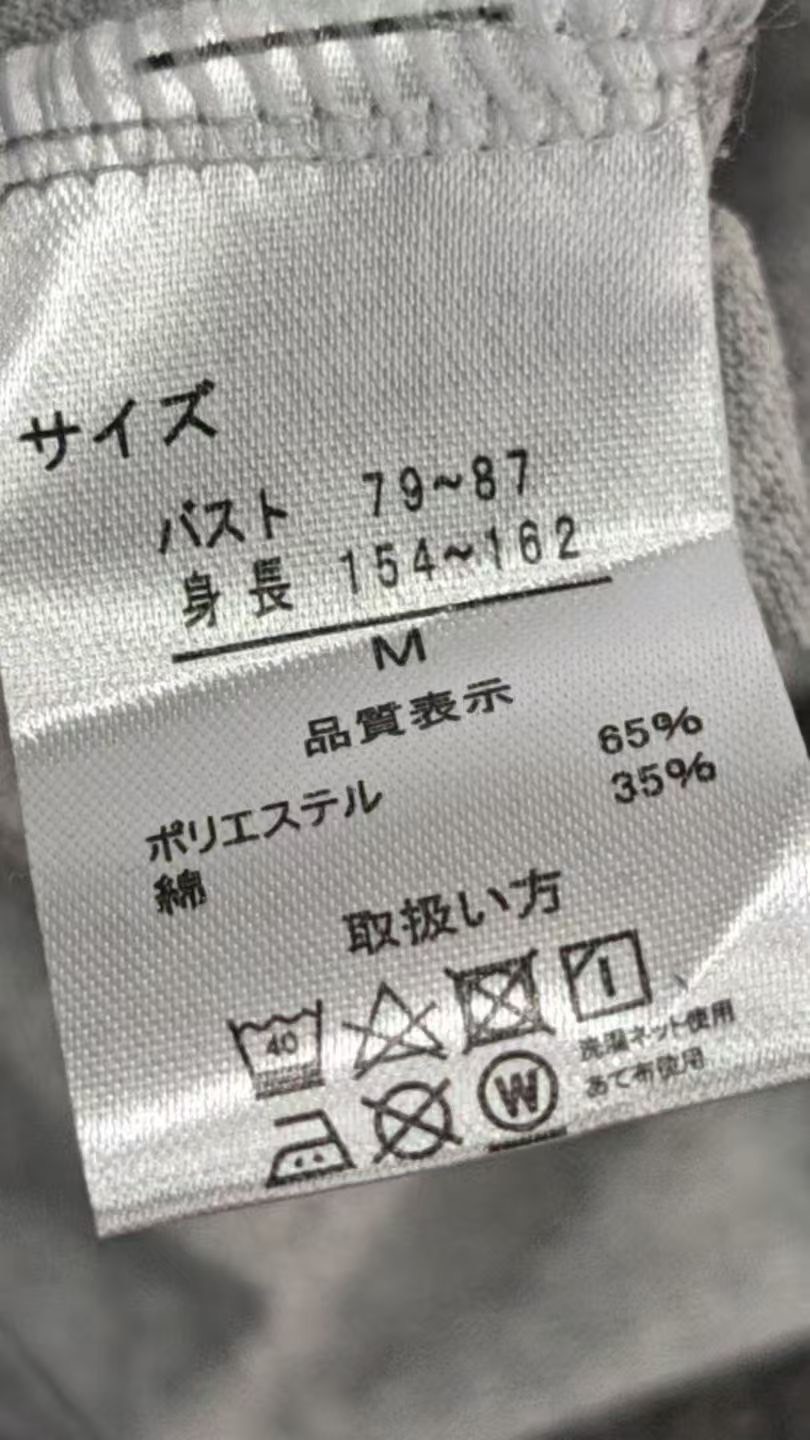 サイズ
バスト 79~87
身長 154~162
M
品質表示
ポリエステル 65%
綿 35%
取扱い方
40
W
洗濯ネット使用
あて布使用